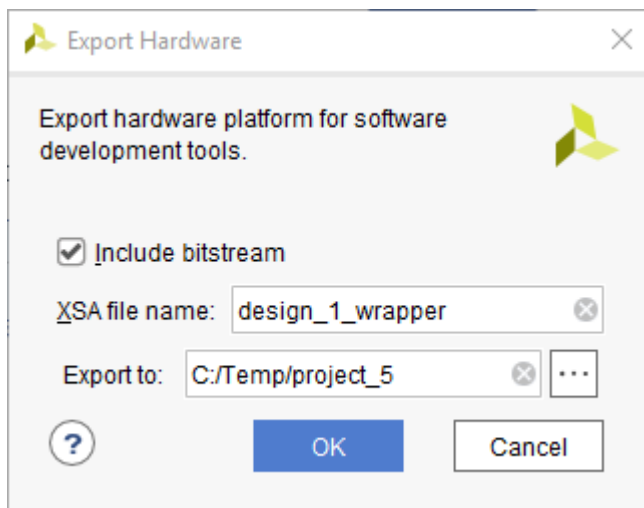 Export Hardware
Export hardware platform for software
development tools.
Include bitstream
XSA file name: design_1_wrapper
Export to: C:/Temp/project_5 ...
? OK Cancel